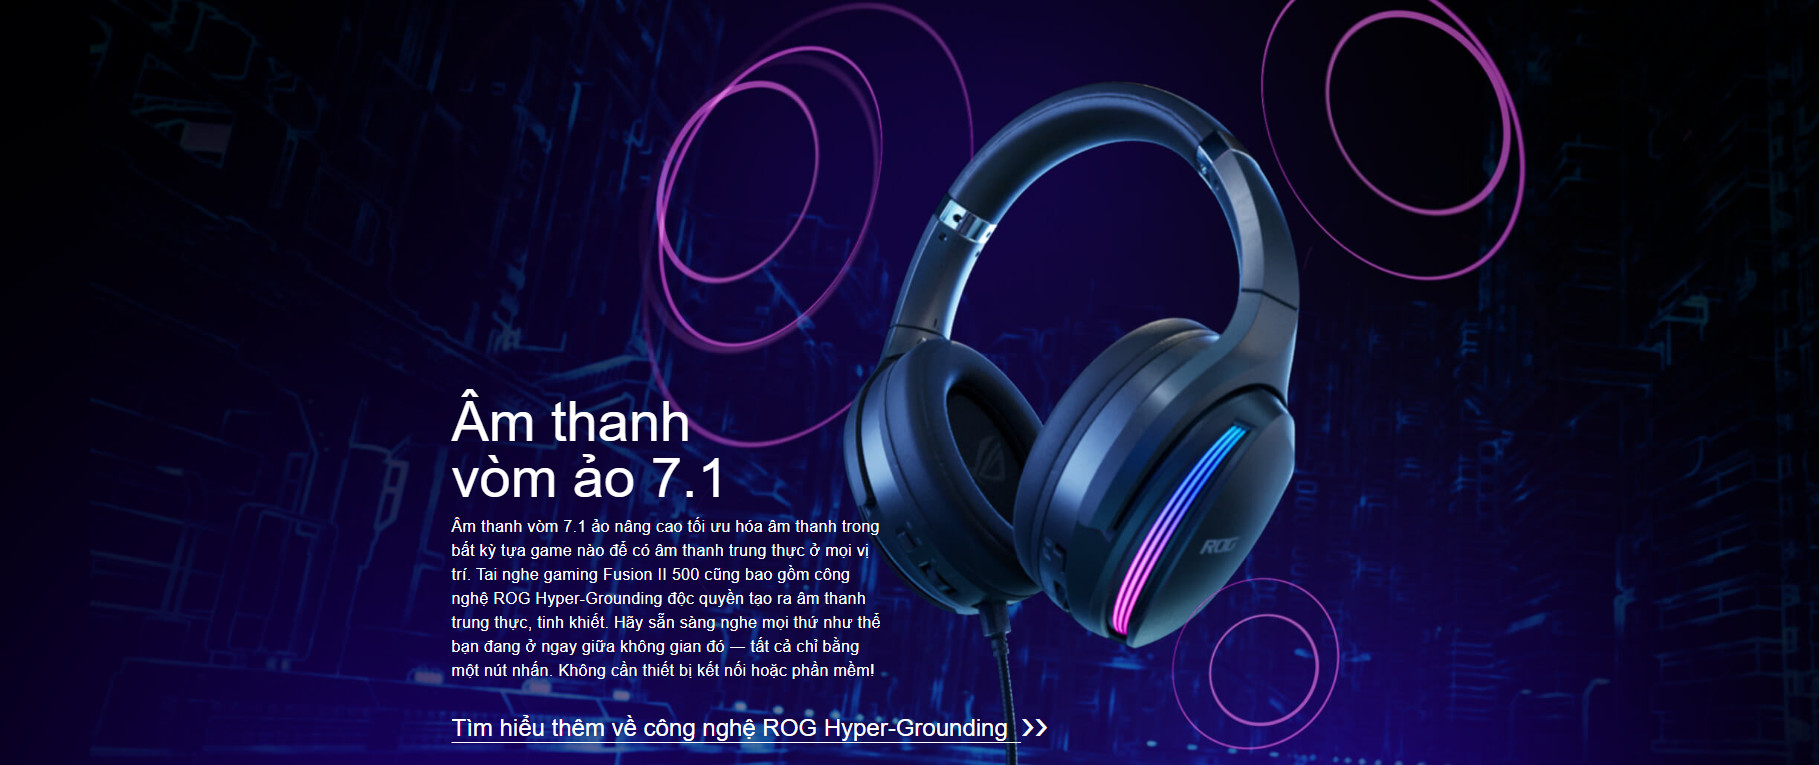 Âm thanh
vòm ảo 7.1
Âm thanh vòm 7.1 ảo nâng cao tối ưu hóa âm thanh trong
bất kỳ tựa game nào để có âm thanh trung thực ở mọi vị
trí. Tai nghe gaming Fusion II 500 cũng bao gồm công
nghệ ROG Hyper-Grounding độc quyền tạo ra âm thanh
trung thực, tinh khiết. Hãy sẵn sàng nghe mọi thứ như thể
bạn đang ở ngay giữa không gian đó — tất cả chỉ bằng
một nút nhấn. Không cần thiết bị kết nối hoặc phần mềm!
Tìm hiểu thêm về công nghệ ROG Hyper-Grounding »
ROG